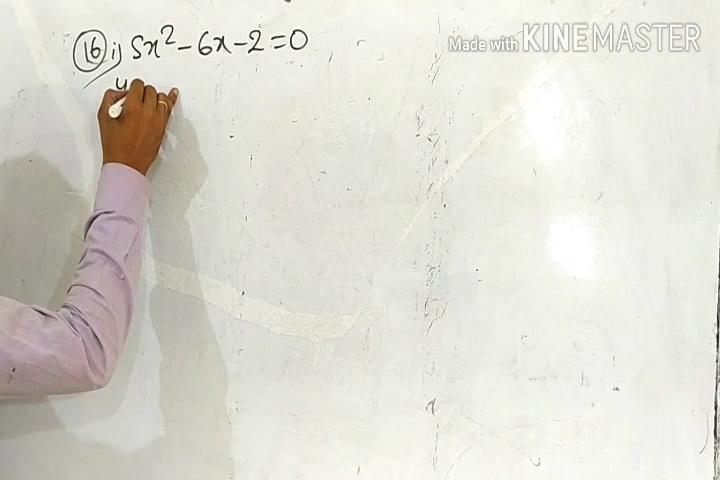 16 i) 5x² - 6x - 2 = 0
Made with KINEMASTER